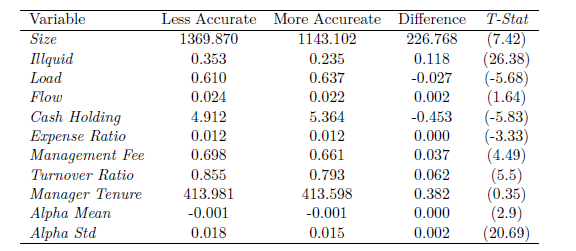 Variable Less Accurate More Accureate Difference T-Stat
Size 1369.870 1143.102 226.768 (7.42)
Illquid 0.353 0.235 0.118 (26.38)
Load 0.610 0.637 -0.027 (-5.68)
Flow 0.024 0.022 0.002 (1.64)
Cash Holding 4.912 5.364 -0.453 (-5.83)
Expense Ratio 0.012 0.012 0.000 (-3.33)
Management Fee 0.698 0.661 0.037 (4.49)
Turnover Ratio 0.855 0.793 0.062 (5.5)
Manager Tenure 413.981 413.598 0.382 (0.35)
Alpha Mean -0.001 -0.001 0.000 (2.9)
Alpha Std 0.018 0.015 0.002 (20.69)